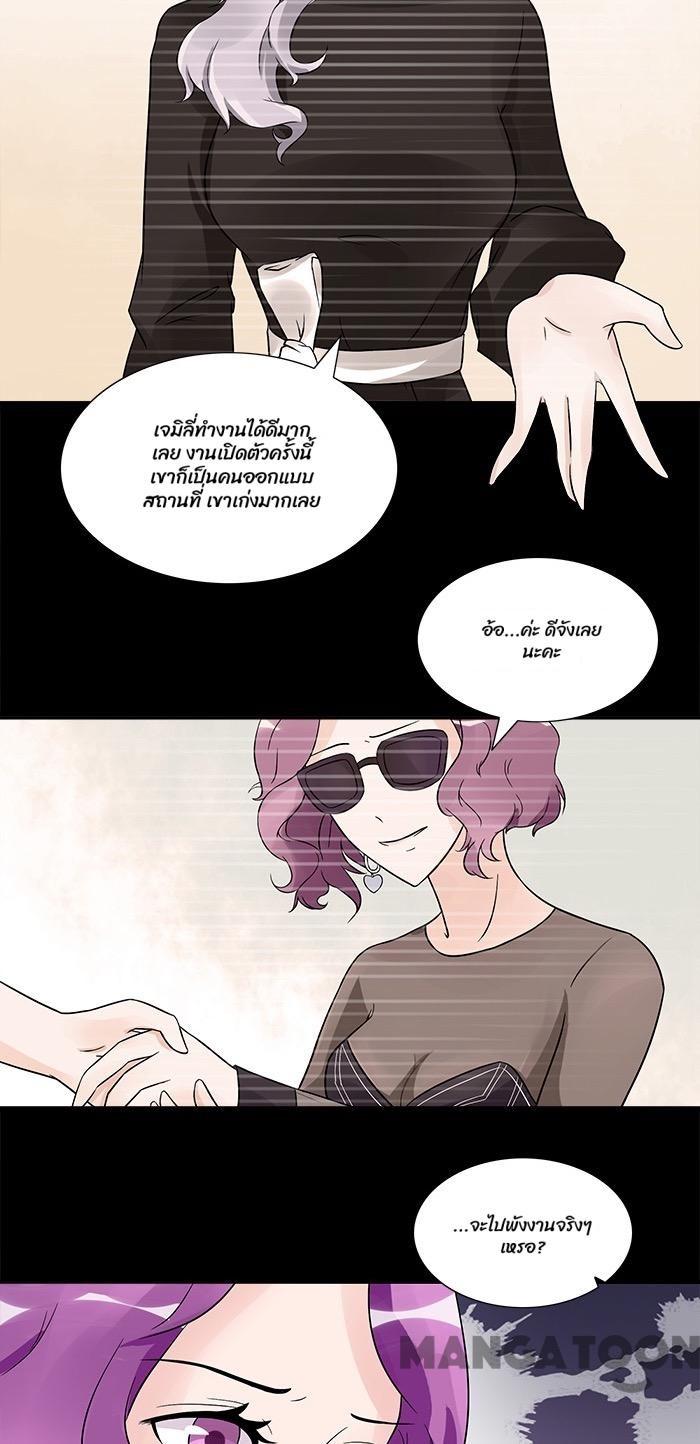 เจมิลี่ทำงานได้ดีมาก
เลย งานเปิดตัวครั้งนี้
เขาก็เป็นคนออกแบบ
สถานที่ เขาเก่งมากเลย
อ้อ...ค่ะ ดีจังเลย
นะคะ
...จะไปพังงานจริงๆ
เหรอ?
MANGATOON